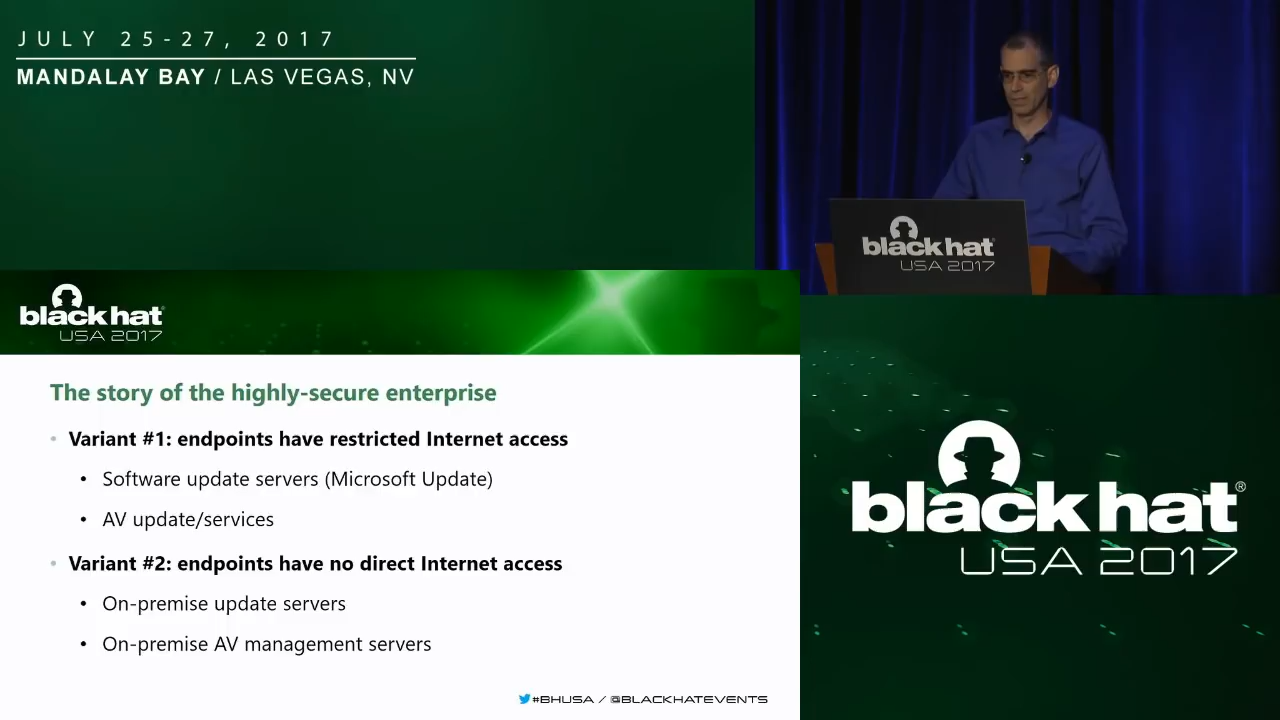 JULY 25-27, 2017
MANDALAY BAY / LAS VEGAS, NV
black hat
USA 2017
black hat
USA 2017
The story of the highly-secure enterprise
• Variant #1: endpoints have restricted Internet access
• Software update servers (Microsoft Update)
• AV update/services
• Variant #2: endpoints have no direct Internet access
• On-premise update servers
• On-premise AV management servers
#BHUSA / @BLACKHATEVENTS
black hat®
USA 2017